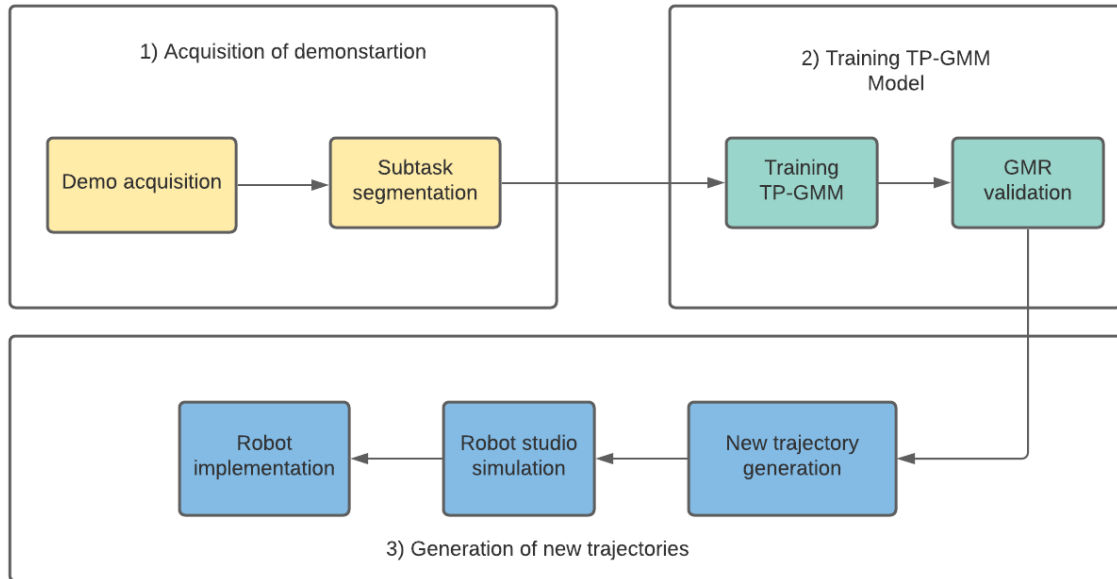 1) Acquisition of demonstartion
Demo acquisition
Subtask
segmentation
2) Training TP-GMM
Model
Training
TP-GMM
GMR
validation
Robot
implementation
Robot studio
simulation
New trajectory
generation
3) Generation of new trajectories